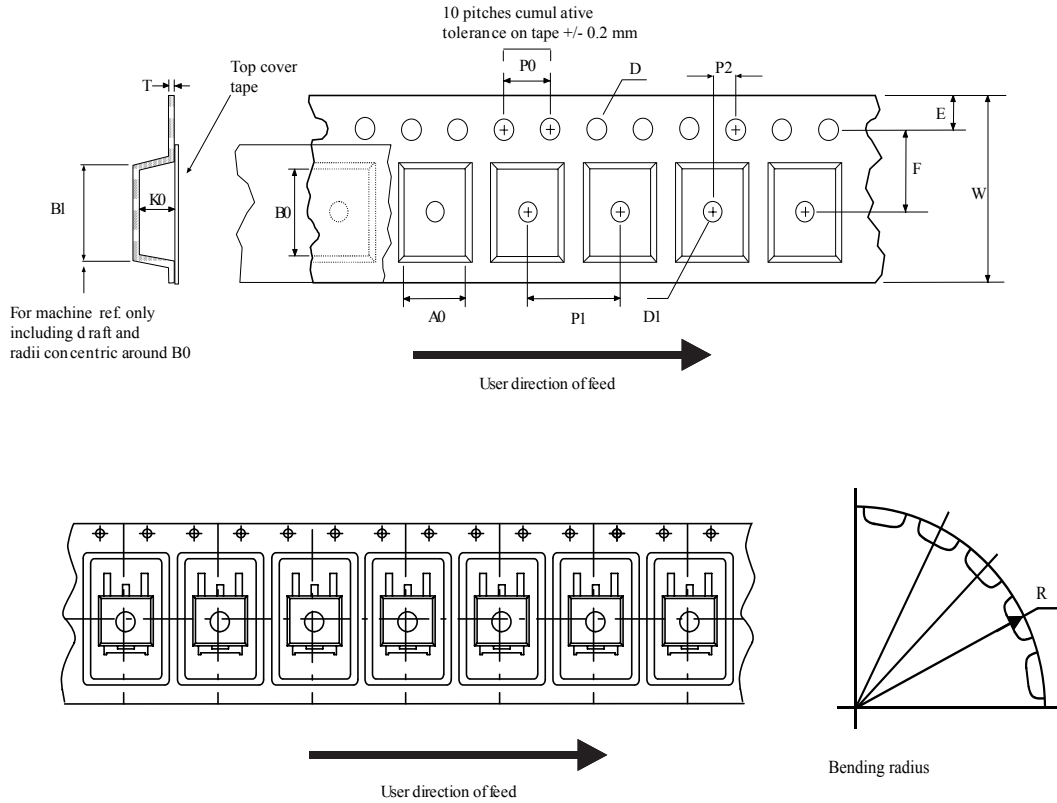 10 pitches cumul ative
tolerance on tape +/- 0.2 mm
P0
D
P2
T
Top cover
tape
E
F
W
K0
B1
B0
For machine ref. only
including d raft and
radii con centric around B0
A0
P1
D1
User direction of feed
R
Bending radius
User direction of feed